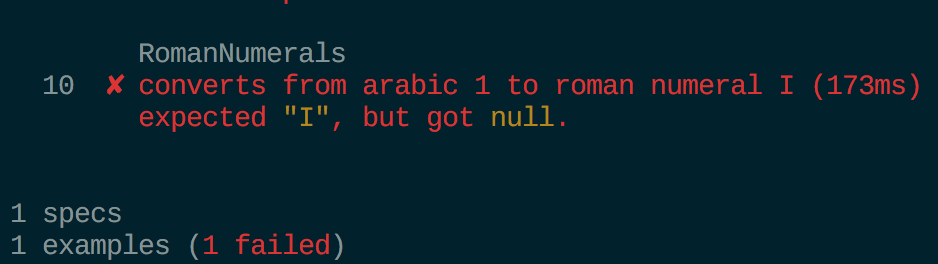 RomanNumerals
10 ✘ converts from arabic 1 to roman numeral I (173ms)
expected "I", but got null.
1 specs
1 examples (1 failed)